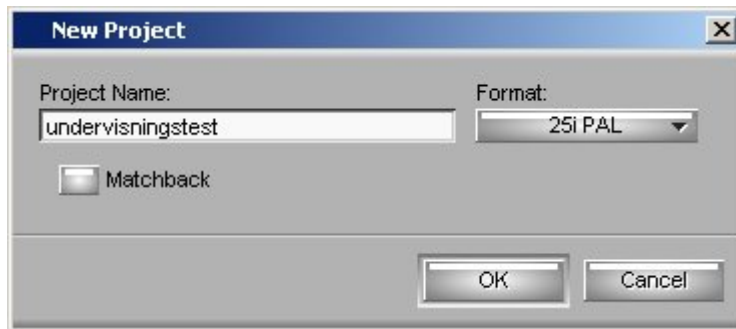 New Project
Project Name:
Format:
undervisningstest
25i PAL
Matchback
OK
Cancel